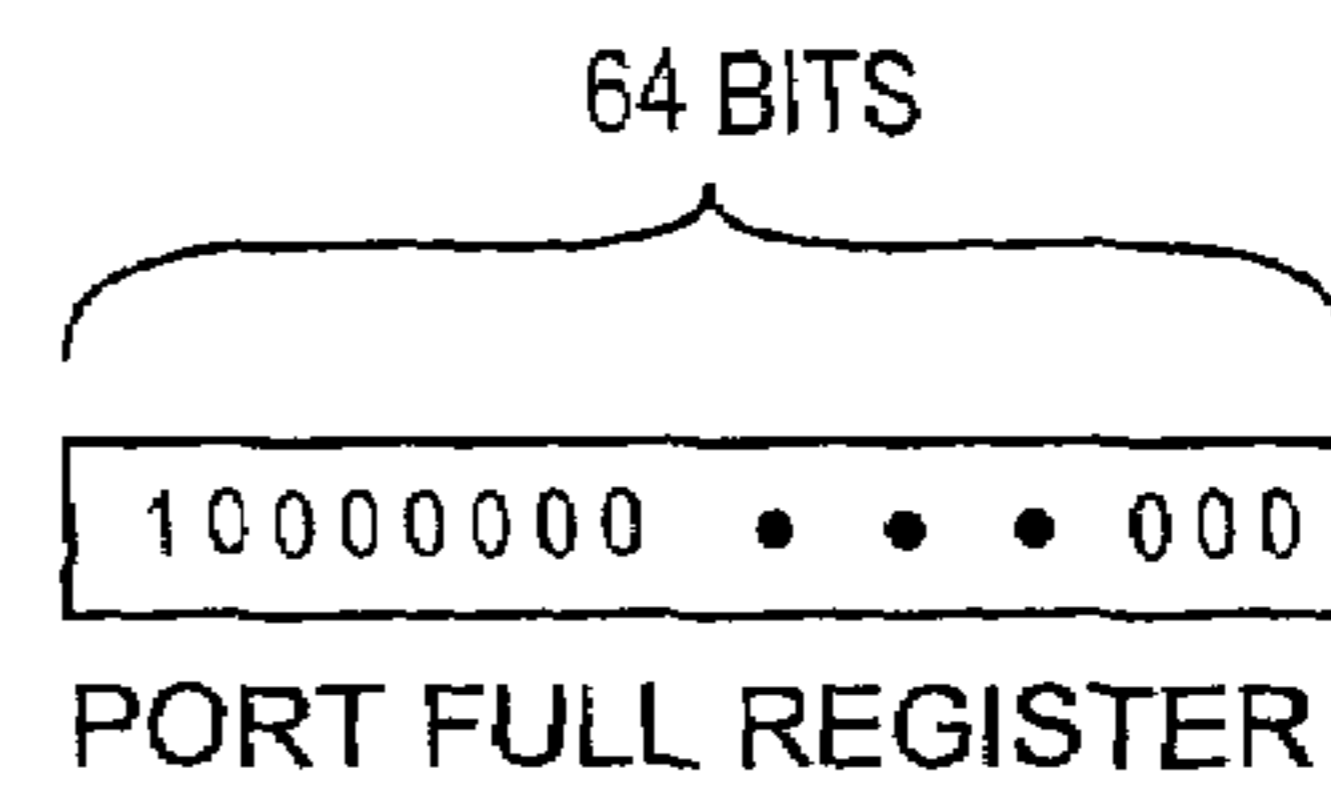 64 BITS
10000000 • • • 000
PORT FULL REGISTER